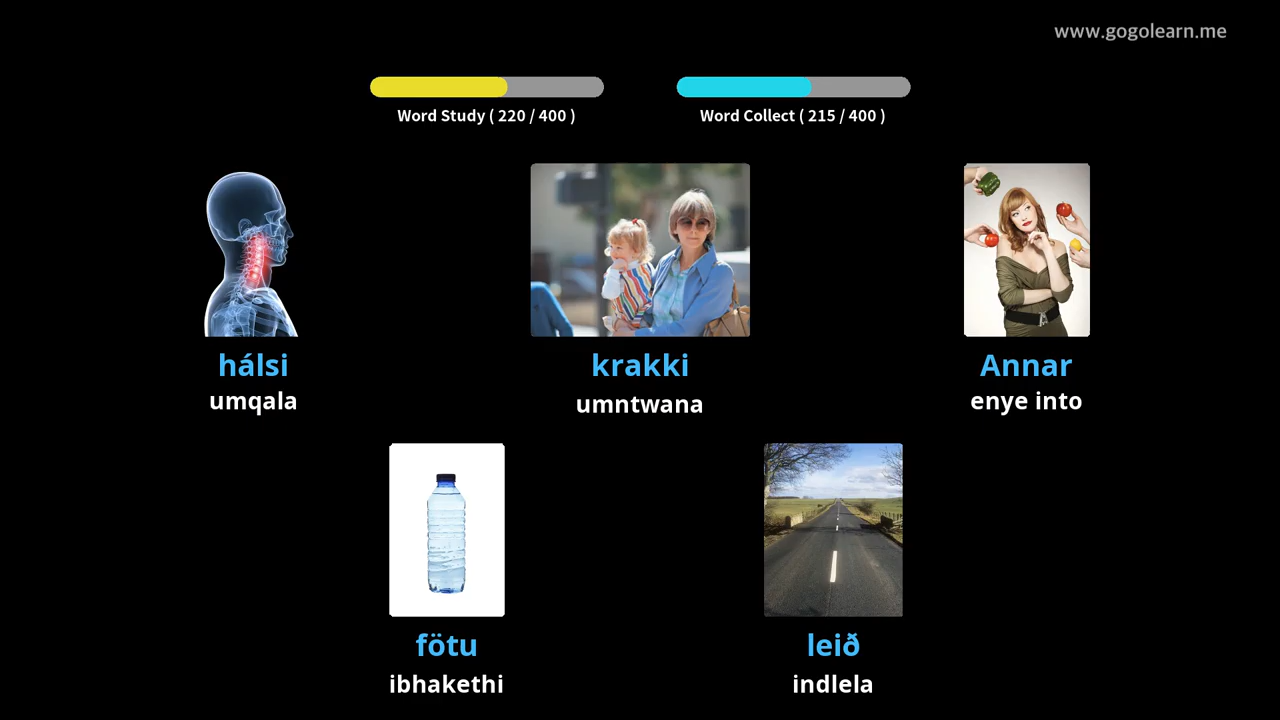 www.gogolearn.me
Word Study ( 220 / 400 )
Word Collect ( 215 / 400 )
hálsi
umqala
krakki
umntwana
Annar
enye into
fötu
ibhakethi
leið
indlela